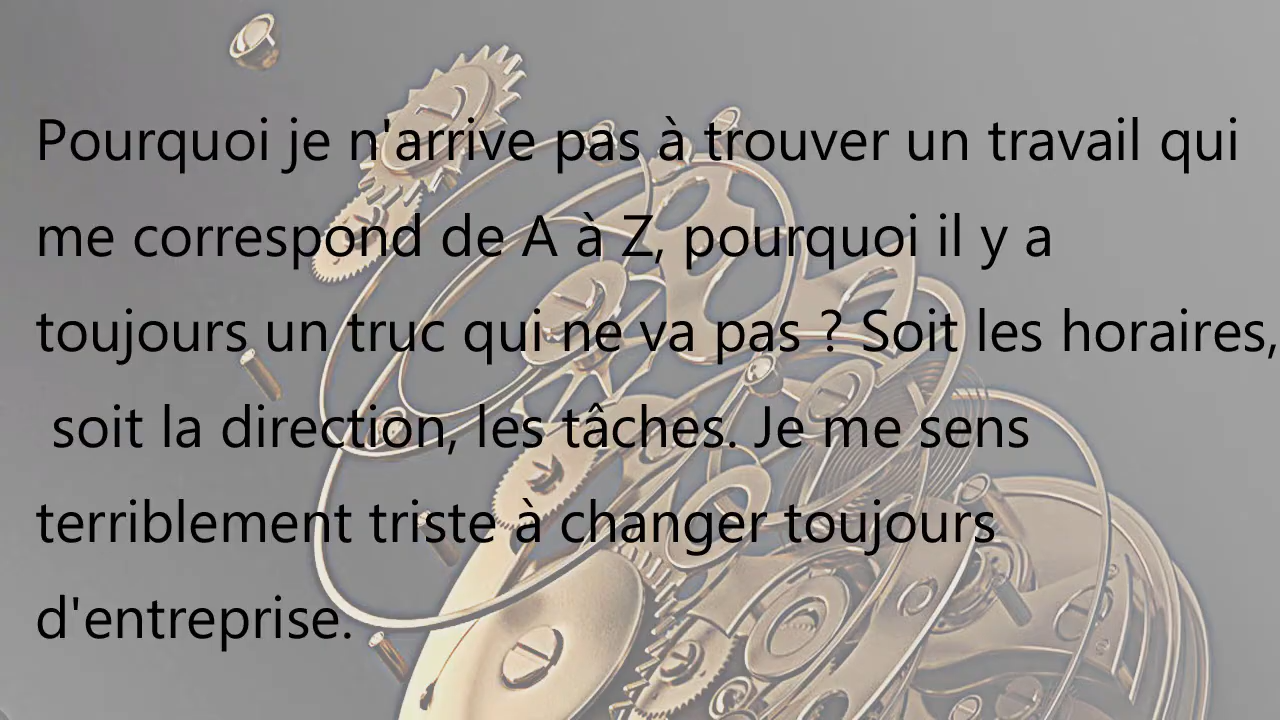 Pourquoi je n'arrive pas à trouver un travail qui
me correspond de A à Z, pourquoi il y a
toujours un truc qui ne va pas ? Soit les horaires,
soit la direction, les tâches. Je me sens
terriblement triste à changer toujours
d'entreprise.